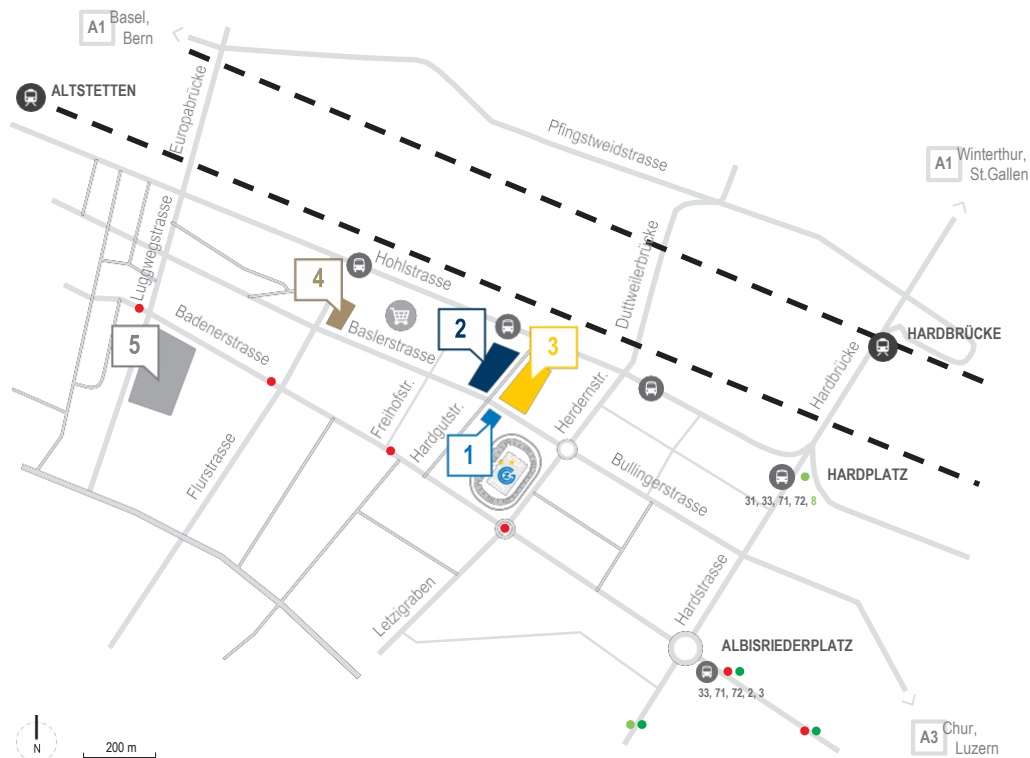 A1
Basel,
Bern
ALTSTETTEN
Europabrücke
Pfingstweidstrasse
A1
Winterthur,
St.Gallen
Luggwegstrasse
Hohlstrasse
Duttweilerbrücke
4
HARDBRÜCKE
Hardbrücke
5
Badenerstrasse
Baslerstrasse
2
3
Freihofstr.
Hardgutstr.
Herdernstr.
1
Flurstrasse
Bullingerstrasse
HARDPLATZ
31, 33, 71, 72, 8
Letzigraben
Hardstrasse
ALBISRIEDERPLATZ
33, 71, 72, 2, 3
N
200 m
A3
Chur,
Luzern